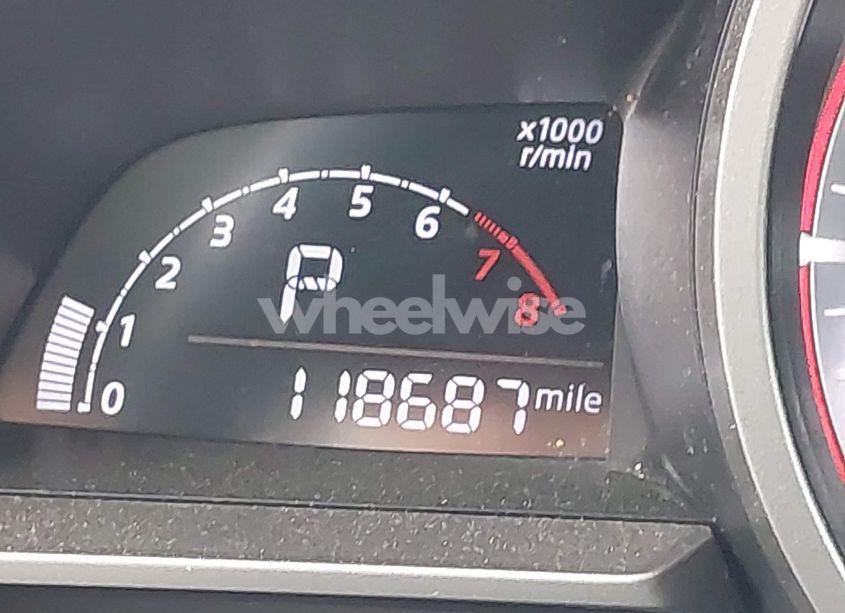 x1000
r/min
0 1 2 3 4 5 6 7 8
P
wheelwise
118687 mile